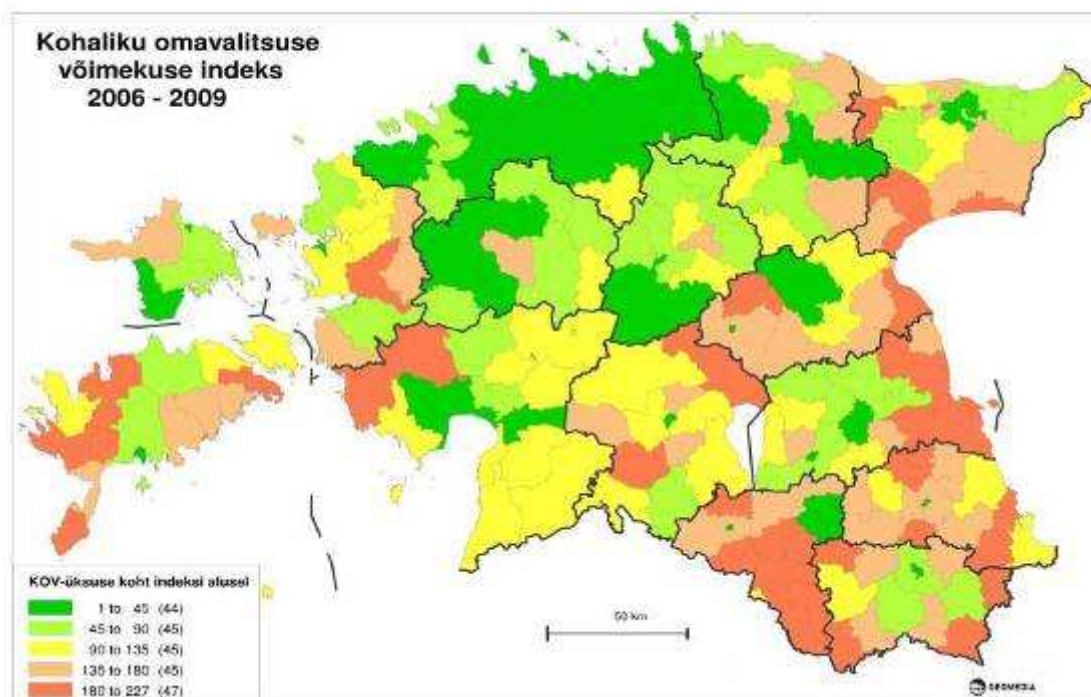 Kohaliku omavalitsuse
võimekuse indeks
2006 - 2009
KOV-üksuse koht indeksi alusel
1 to 45 (44)
45 to 90 (45)
90 to 135 (45)
135 to 180 (45)
180 to 227 (47)
50 km
GEOMEDIA